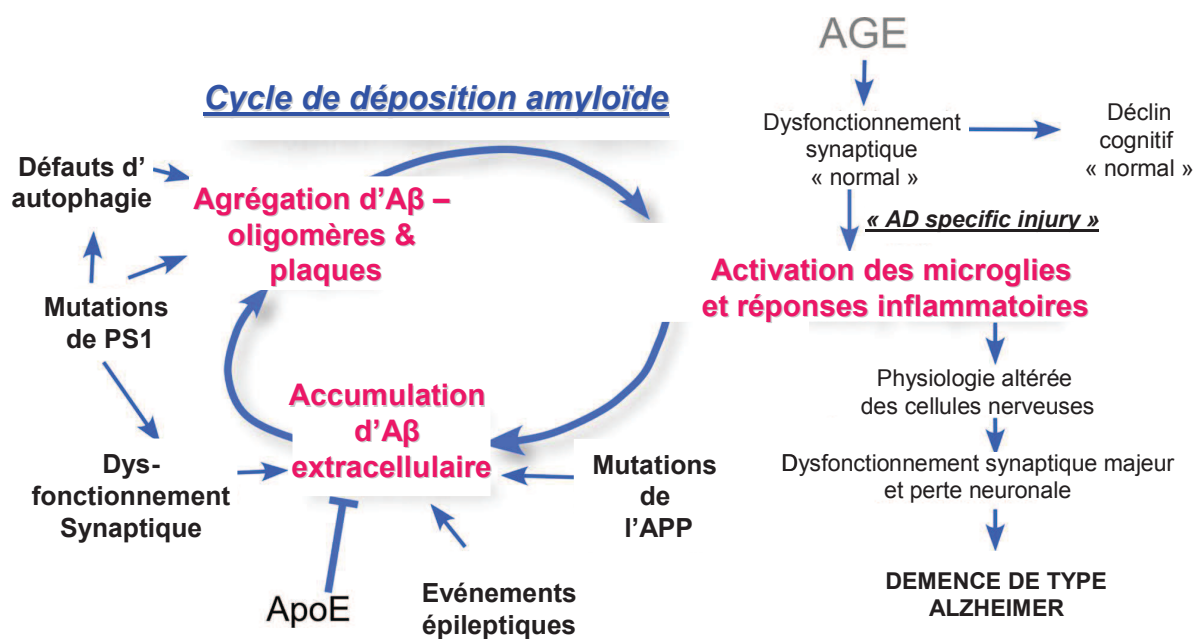 AGE
Cycle de déposition amyloïde
Dysfonctionnement
synaptique
« normal »
Déclin
cognitif
« normal »
Défauts d'
autophagie
Agrégation d'Aβ –
oligomères &
plaques
« AD specific injury »
Activation des microglies
et réponses inflammatoires
Mutations
de PS1
Physiologie altérée
des cellules nerveuses
Accumulation
d'Aβ
extracellulaire
Dys-
fonctionnement
Synaptique
Mutations
de
l'APP
Dysfonctionnement synaptique majeur
et perte neuronale
ApoE
Evénements
épileptiques
DEMENCE DE TYPE
ALZHEIMER